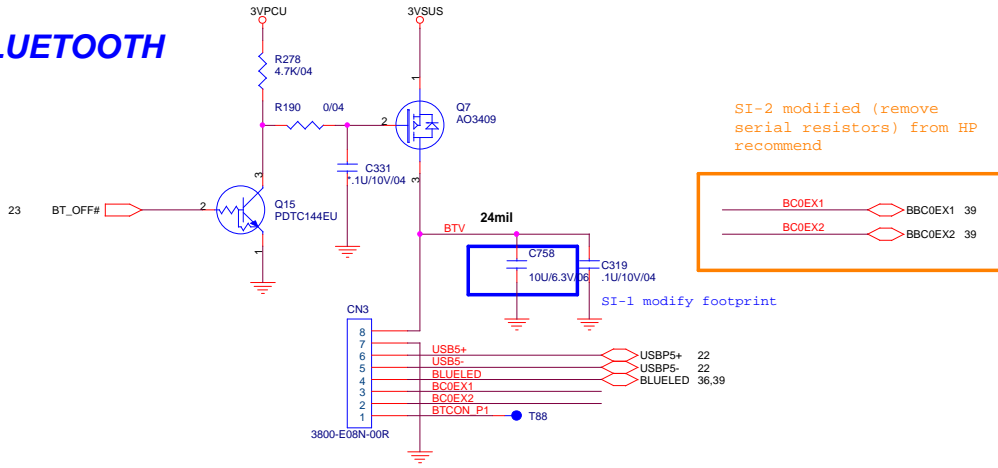 LUETOOTH
3VPCU
3VSUS
R278
4.7K/04
R190 0/04
Q7
AO3409
1
2
3
C331
*.1U/10V/04
3
2
1
Q15
PDTC144EU
23 BT_OFF#
24mil
BTV
C758
10U/6.3V/06
C319
.1U/10V/04
SI-1 modify footprint
SI-2 modified (remove
serial resistors) from HP
recommend
BC0EX1 BBC0EX1 39
BC0EX2 BBC0EX2 39
CN3
8
7
6 USB5+ USBP5+ 22
5 USB5- USBP5- 22
4 BLUELED BLUELED 36,39
3 BC0EX1
2 BC0EX2
1 BTCON_P1 T88
3800-E08N-00R